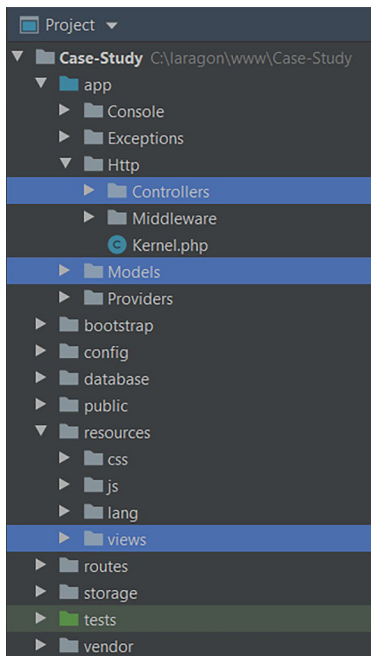 Project
Case-Study C:\laragon\www\Case-Study
app
Console
Exceptions
Http
Controllers
Middleware
C Kernel.php
Models
Providers
bootstrap
config
database
public
resources
css
js
lang
views
routes
storage
tests
vendor